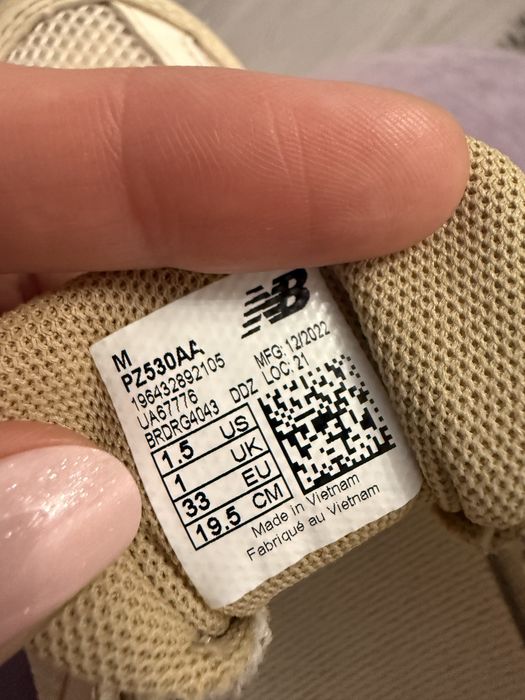 NB
M
PZ530AA
196432892105
UA67776
BRDRG4043 DDZ
MFG: 12/2022
LOC: 21
1.5 US
1 UK
33 EU
19.5 CM
Made in Vietnam
Fabriqué au Vietnam